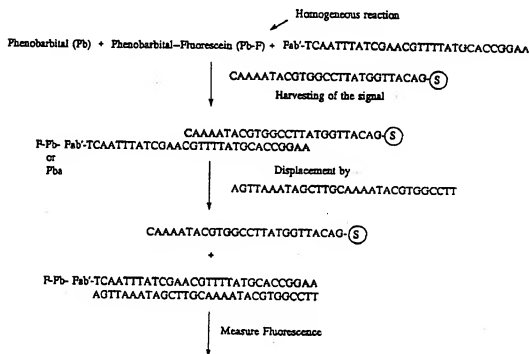 Homogeneous reaction
Phenobarbital (Pb) + Phenobarbital-Fluorescein (Pb-F) + Fab'-TCAATTTATCGAACGTTTTATGCACCGGAA
CAAAATACGTGGCCTTATGGTTACAG-S
Harvesting of the signal
CAAAATACGTGGCCTTATGGTTACAG-S
F-Pb- Fab'-TCAATTTATCGAACGTTTTATGCACCGGAA
or
Pba
Displacement by
AGTTAAATAGCTTGCAAAATACGTGGCCTT
CAAAATACGTGGCCTTATGGTTACAG-S
+
F-Pb- Fab'-TCAATTTATCGAACGTTTTATGCACCGGAA
AGTTAAATAGCTTGCAAAATACGTGGCCTT
Measure Fluorescence